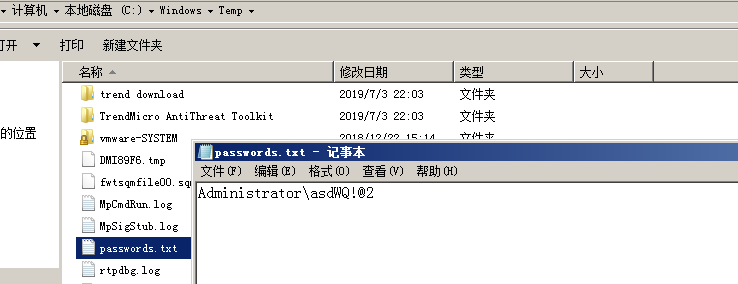 计算机 本地磁盘 (C:) Windows Temp
打开 打印 新建文件夹
名称 修改日期 类型 大小
trend download 2019/7/3 22:03 文件夹
TrendMicro AntiThreat Toolkit 2019/7/3 22:03 文件夹
的位置
vmware-SYSTEM 2018/12/22 15:14 文件夹
DMI89F6.tmp
fwtsqmfile00.sq
MpCmdRun.log
MpSigStub.log
passwords.txt
rtpdbg.log
passwords.txt - 记事本
文件(F) 编辑(E) 格式(O) 查看(V) 帮助(H)
Administrator\asdWQ!@2